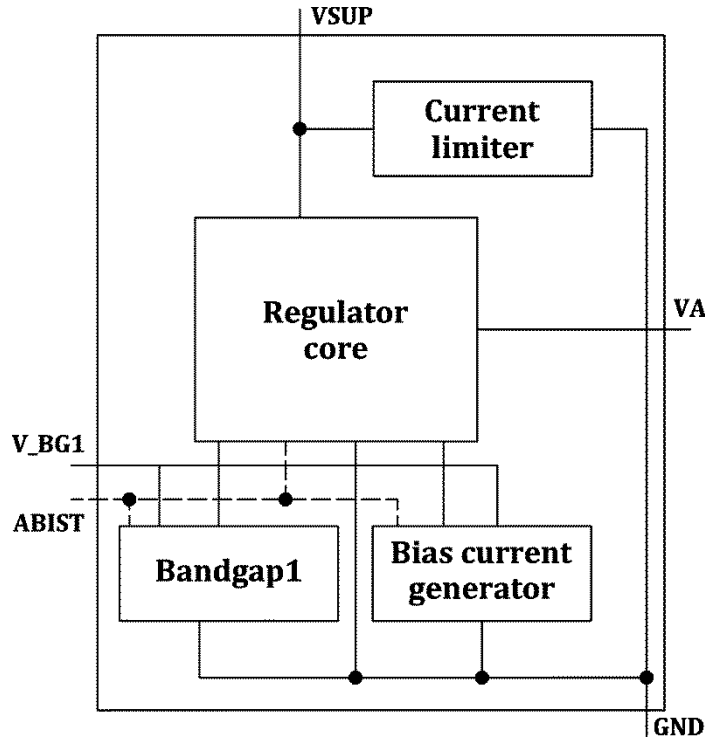 VSUP
Current
limiter
Regulator
core
VA
V_BG1
ABIST
Bandgap1
Bias current
generator
GND